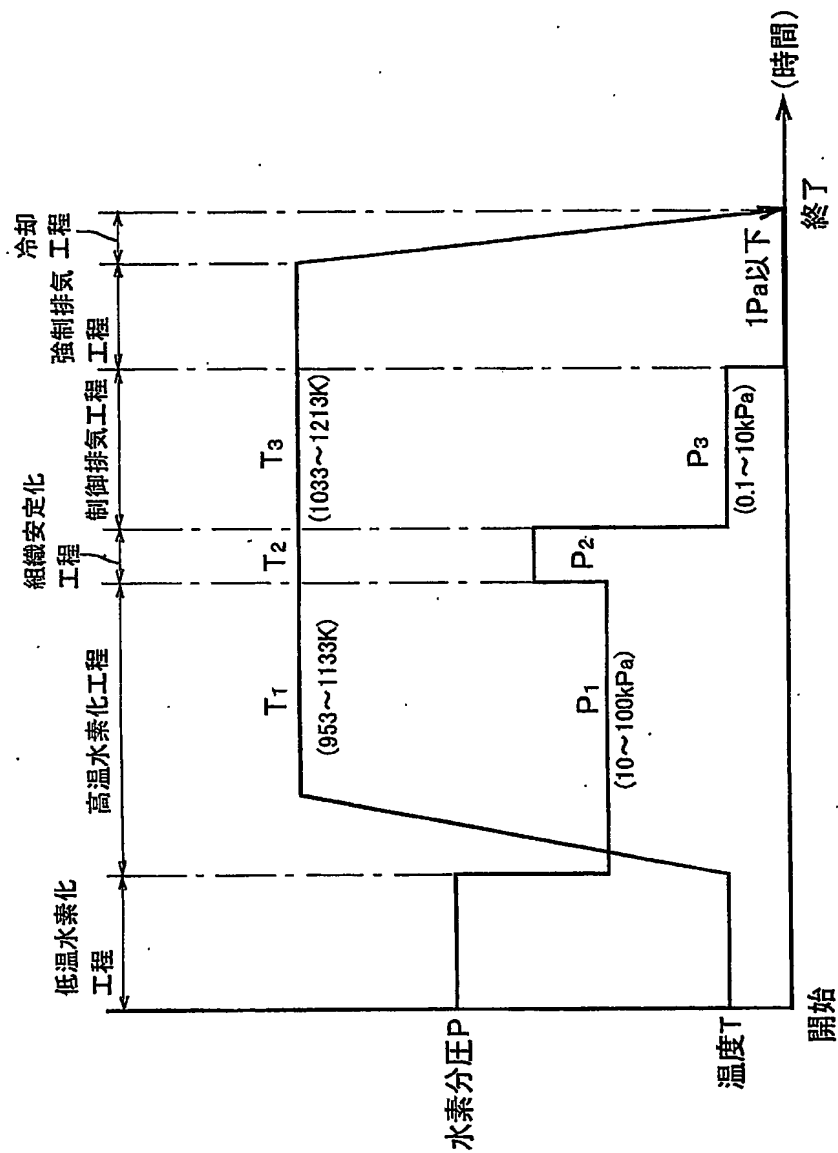 低温水素化
工程
高温水素化工程
組織安定化
工程
制御排気工程
強制排気
工程
冷却
工程
T1
(953～1133K)
T2
T3
(1033～1213K)
水素分圧P
P1
(10～100kPa)
P2
P3
(0.1～10kPa)
1Pa以下
温度T
開始
終了
(時間)